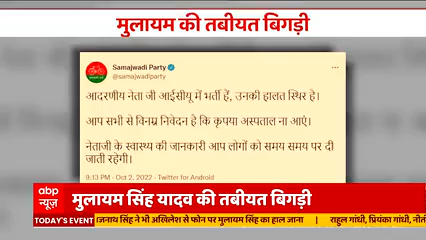 मुलायम की तबीयत बिगड़ी
Samajwadi Party
@samajwadiparty
आदरणीय नेता जी आईसीयू में भर्ती हैं, उनकी हालत स्थिर है।
आप सभी से विनम्र निवेदन है कि कृपया अस्पताल ना आएं।
नेताजी के स्वास्थ्य की जानकारी आप लोगों को समय समय पर दी
जाती रहेगी।
9:13 PM - Oct 2, 2022 - Twitter for Android
abp
न्यूज़
मुलायम सिंह यादव की तबीयत बिगड़ी
TODAY'S EVENT
जनाथ सिंह ने भी अखिलेश से फोन पर मुलायम सिंह का हाल जाना
राहुल गांधी, प्रियंका गांधी, नीती